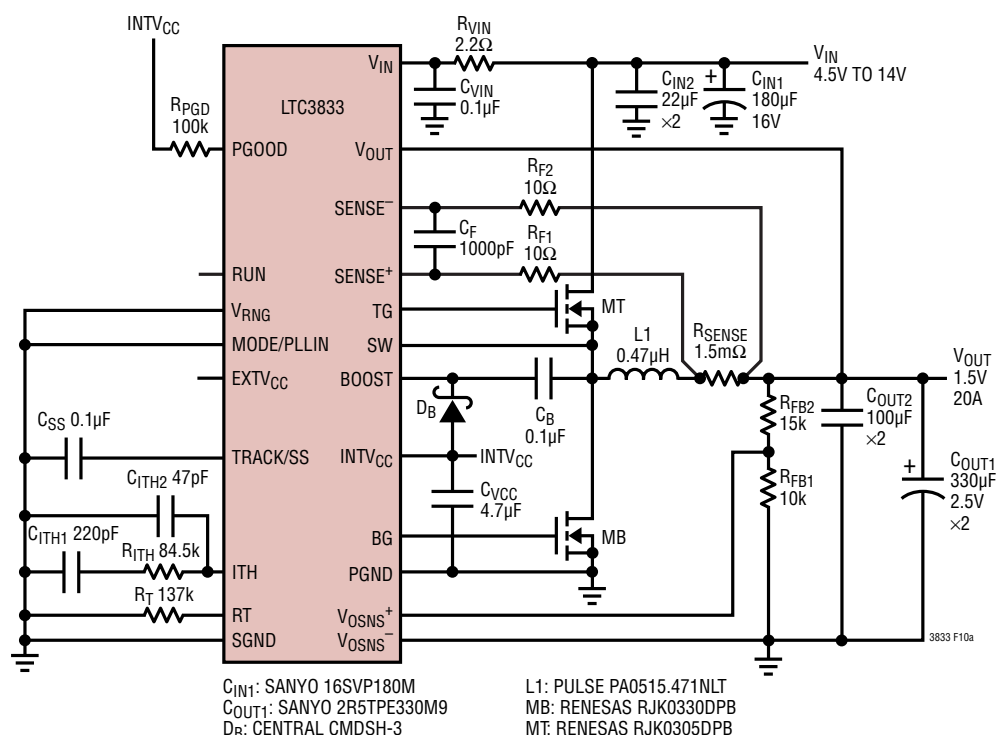 INTVCC
RPGD
100k
LTC3833
PGOOD
RUN
VRNG
MODE/PLLIN
EXTVCC
CSS 0.1µF
TRACK/SS
CITH2 47pF
CITH1 220pF
RITH 84.5k
ITH
RT 137k
RT
SGND
VIN
RVIN
2.2Ω
CVIN
0.1µF
VIN
4.5V TO 14V
CIN2
22µF
×2
+
CIN1
180µF
16V
VOUT
SENSE−
RF2
10Ω
CF
1000pF
RF1
10Ω
SENSE+
TG
MT
SW
L1
0.47µH
RSENSE
1.5mΩ
VOUT
1.5V
20A
BOOST
DB
CB
0.1µF
INTVCC
INTVCC
CVCC
4.7µF
BG
MB
PGND
VOSNS+
VOSNS−
RFB2
15k
RFB1
10k
COUT2
100µF
×2
+
COUT1
330µF
2.5V
×2
3833 F10a
CIN1: SANYO 16SVP180M
COUT1: SANYO 2R5TPE330M9
DB: CENTRAL CMDSH-3
L1: PULSE PA0515.471NLT
MB: RENESAS RJK0330DPB
MT: RENESAS RJK0305DPB